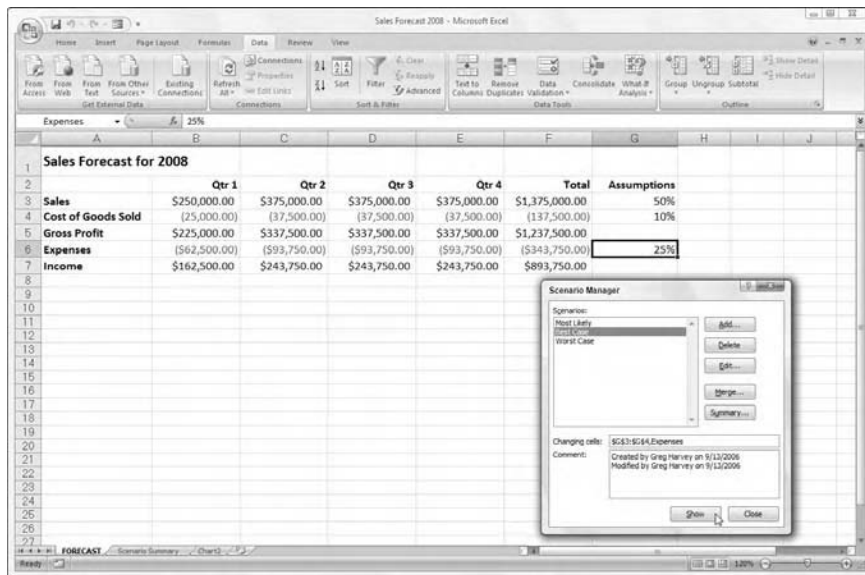 Sales Forecast 2008 - Microsoft Excel
Home Insert Page Layout Formulas Data Review View
From Access From Web From Text From Other Sources Existing Connections Refresh All Connections Properties Edit Links Sort Filter Clear Reapply Advanced Text to Columns Remove Duplicates Data Validation Consolidate What-If Analysis Group Ungroup Subtotal Show Detail Hide Detail
Get External Data Connections Sort & Filter Data Tools Outline
Expenses fx 25%
A B C D E F G H I J
1 Sales Forecast for 2008
2 Qtr 1 Qtr 2 Qtr 3 Qtr 4 Total Assumptions
3 Sales $250,000.00 $375,000.00 $375,000.00 $375,000.00 $1,375,000.00 50%
4 Cost of Goods Sold (25,000.00) (37,500.00) (37,500.00) (37,500.00) (137,500.00) 10%
5 Gross Profit $225,000.00 $337,500.00 $337,500.00 $337,500.00 $1,237,500.00
6 Expenses ($62,500.00) ($93,750.00) ($93,750.00) ($93,750.00) ($343,750.00) 25%
7 Income $162,500.00 $243,750.00 $243,750.00 $243,750.00 $893,750.00
8
9
10
11
12
13
14
15
16
17
18
19
20
21
22
23
24
25
26
27
Scenario Manager
Scenarios:
Most Likely
Best Case
Worst Case
Add...
Delete
Edit...
Merge...
Summary...
Changing cells: $G$3:$G$4,Expenses
Comment: Created by Greg Harvey on 9/13/2006
Modified by Greg Harvey on 9/13/2006
Show Close
FORECAST Scenario Summary Chart2
Ready 120%